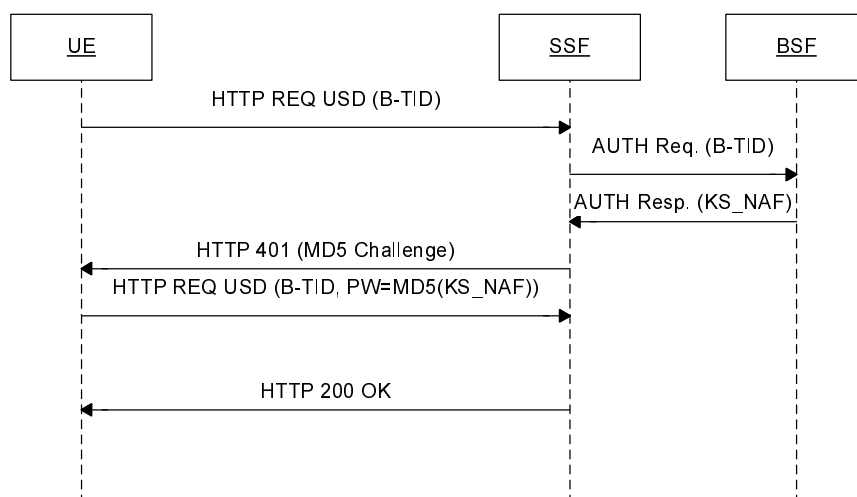 UE
SSF
BSF
HTTP REQ USD (B-TID)
AUTH Req. (B-TID)
AUTH Resp. (KS_NAF)
HTTP 401 (MD5 Challenge)
HTTP REQ USD (B-TID, PW=MD5(KS_NAF))
HTTP 200 OK